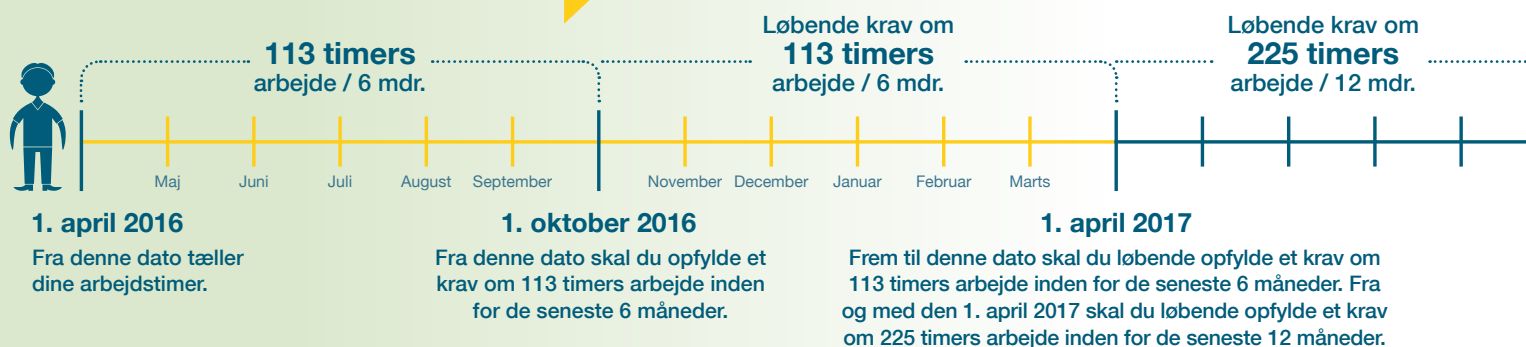 113 timers
arbejde / 6 mdr.
Løbende krav om
113 timers
arbejde / 6 mdr.
Løbende krav om
225 timers
arbejde / 12 mdr.
Maj
Juni
Juli
August
September
November
December
Januar
Februar
Marts
1. april 2016
Fra denne dato tæller
dine arbejdstimer.
1. oktober 2016
Fra denne dato skal du opfylde et
krav om 113 timers arbejde inden
for de seneste 6 måneder.
1. april 2017
Frem til denne dato skal du løbende opfylde et krav om
113 timers arbejde inden for de seneste 6 måneder. Fra
og med den 1. april 2017 skal du løbende opfylde et krav
om 225 timers arbejde inden for de seneste 12 måneder.